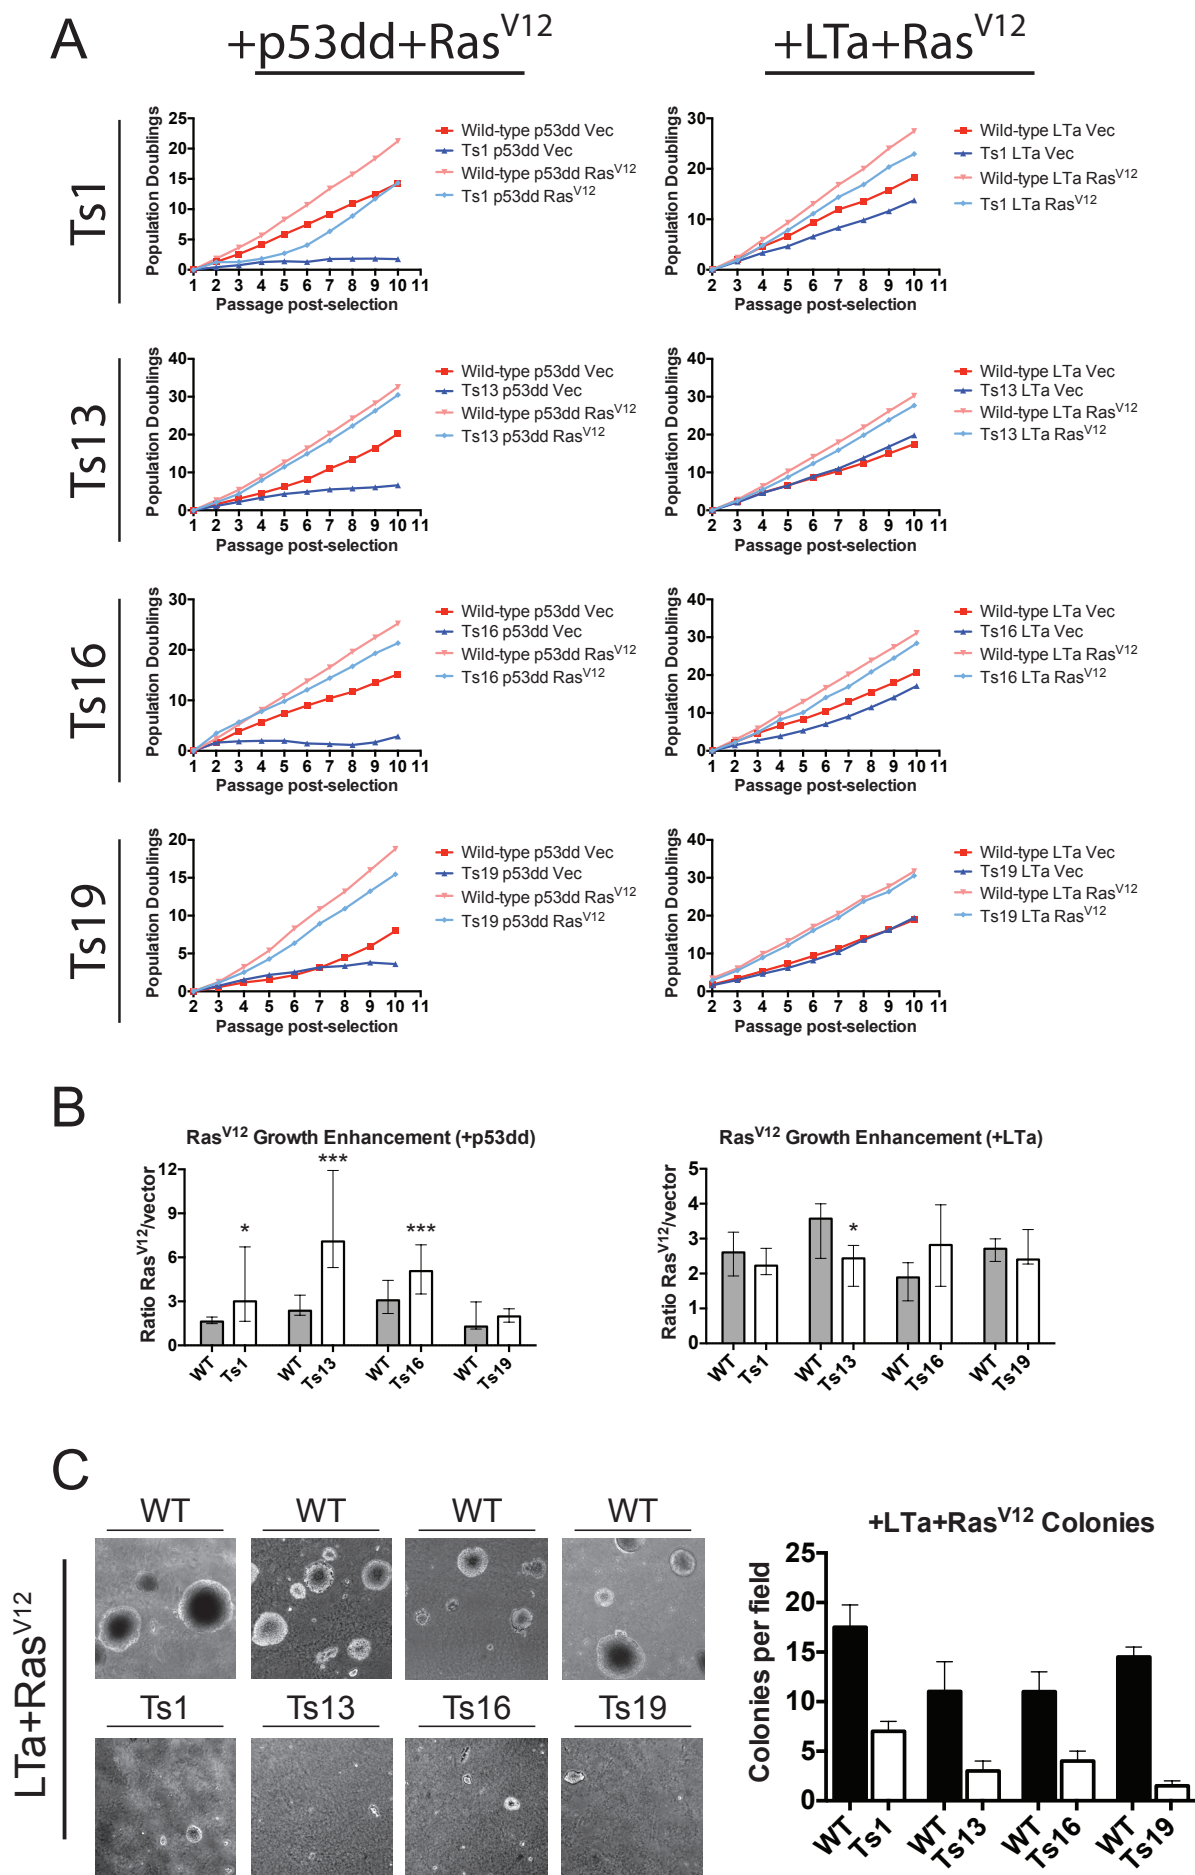 A
+p53dd+Ras^V12
+LTa+Ras^V12
Ts1
Population Doublings
25
20
15
10
5
0
1 2 3 4 5 6 7 8 9 10 11
Passage post-selection
Wild-type p53dd Vec
Ts1 p53dd Vec
Wild-type p53dd Ras^V12
Ts1 p53dd Ras^V12
Population Doublings
30
20
10
0
2 3 4 5 6 7 8 9 10 11
Passage post-selection
Wild-type LTa Vec
Ts1 LTa Vec
Wild-type LTa Ras^V12
Ts1 LTa Ras^V12
Ts13
Population Doublings
40
30
20
10
0
1 2 3 4 5 6 7 8 9 10 11
Passage post-selection
Wild-type p53dd Vec
Ts13 p53dd Vec
Wild-type p53dd Ras^V12
Ts13 p53dd Ras^V12
Population Doublings
40
30
20
10
0
2 3 4 5 6 7 8 9 10 11
Passage post-selection
Wild-type LTa Vec
Ts13 LTa Vec
Wild-type LTa Ras^V12
Ts13 LTa Ras^V12
Ts16
Population Doublings
30
20
10
0
1 2 3 4 5 6 7 8 9 10 11
Passage post-selection
Wild-type p53dd Vec
Ts16 p53dd Vec
Wild-type p53dd Ras^V12
Ts16 p53dd Ras^V12
Population Doublings
40
30
20
10
0
1 2 3 4 5 6 7 8 9 10 11
Passage post-selection
Wild-type LTa Vec
Ts16 LTa Vec
Wild-type LTa Ras^V12
Ts16 LTa Ras^V12
Ts19
Population Doublings
20
15
10
5
0
2 3 4 5 6 7 8 9 10 11
Passage post-selection
Wild-type p53dd Vec
Ts19 p53dd Vec
Wild-type p53dd Ras^V12
Ts19 p53dd Ras^V12
Population Doublings
40
30
20
10
0
2 3 4 5 6 7 8 9 10 11
Passage post-selection
Wild-type LTa Vec
Ts19 LTa Vec
Wild-type LTa Ras^V12
Ts19 LTa Ras^V12
B
Ras^V12 Growth Enhancement (+p53dd)
Ratio Ras^V12/vector
12
9
6
3
0
* *** ***
WT Ts1 WT Ts13 WT Ts16 WT Ts19
Ras^V12 Growth Enhancement (+LTa)
Ratio Ras^V12/vector
5
4
3
2
1
0
*
WT Ts1 WT Ts13 WT Ts16 WT Ts19
C
LTa+Ras^V12
WT WT WT WT
Ts1 Ts13 Ts16 Ts19
+LTa+Ras^V12 Colonies
Colonies per field
25
20
15
10
5
0
WT Ts1 WT Ts13 WT Ts16 WT Ts19